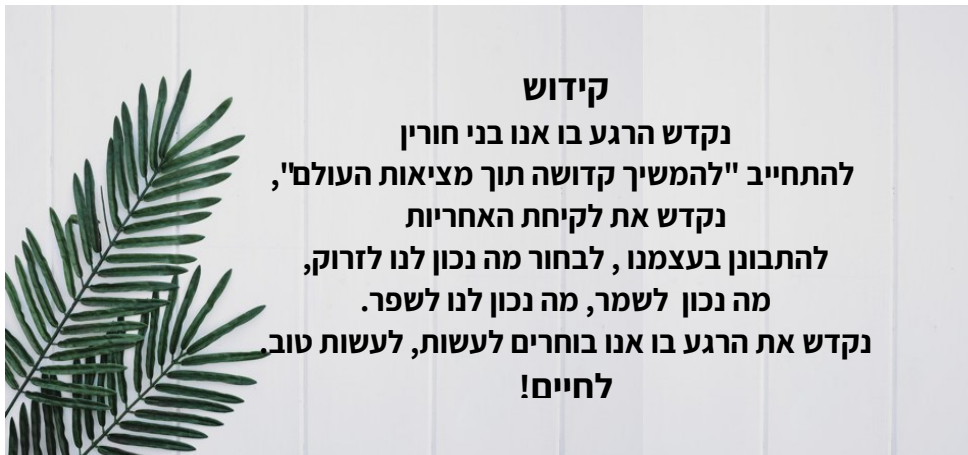 קידוש
נקדש הרגע בו אנו בני חורין
להתחייב "להמשיך קדושה תוך מציאות העולם",
נקדש את לקיחת האחריות
להתבונן בעצמנו , לבחור מה נכון לנו לזרוק,
מה נכון לשמר, מה נכון לנו לשפר.
נקדש את הרגע בו אנו בוחרים לעשות, לעשות טוב.
לחיים!